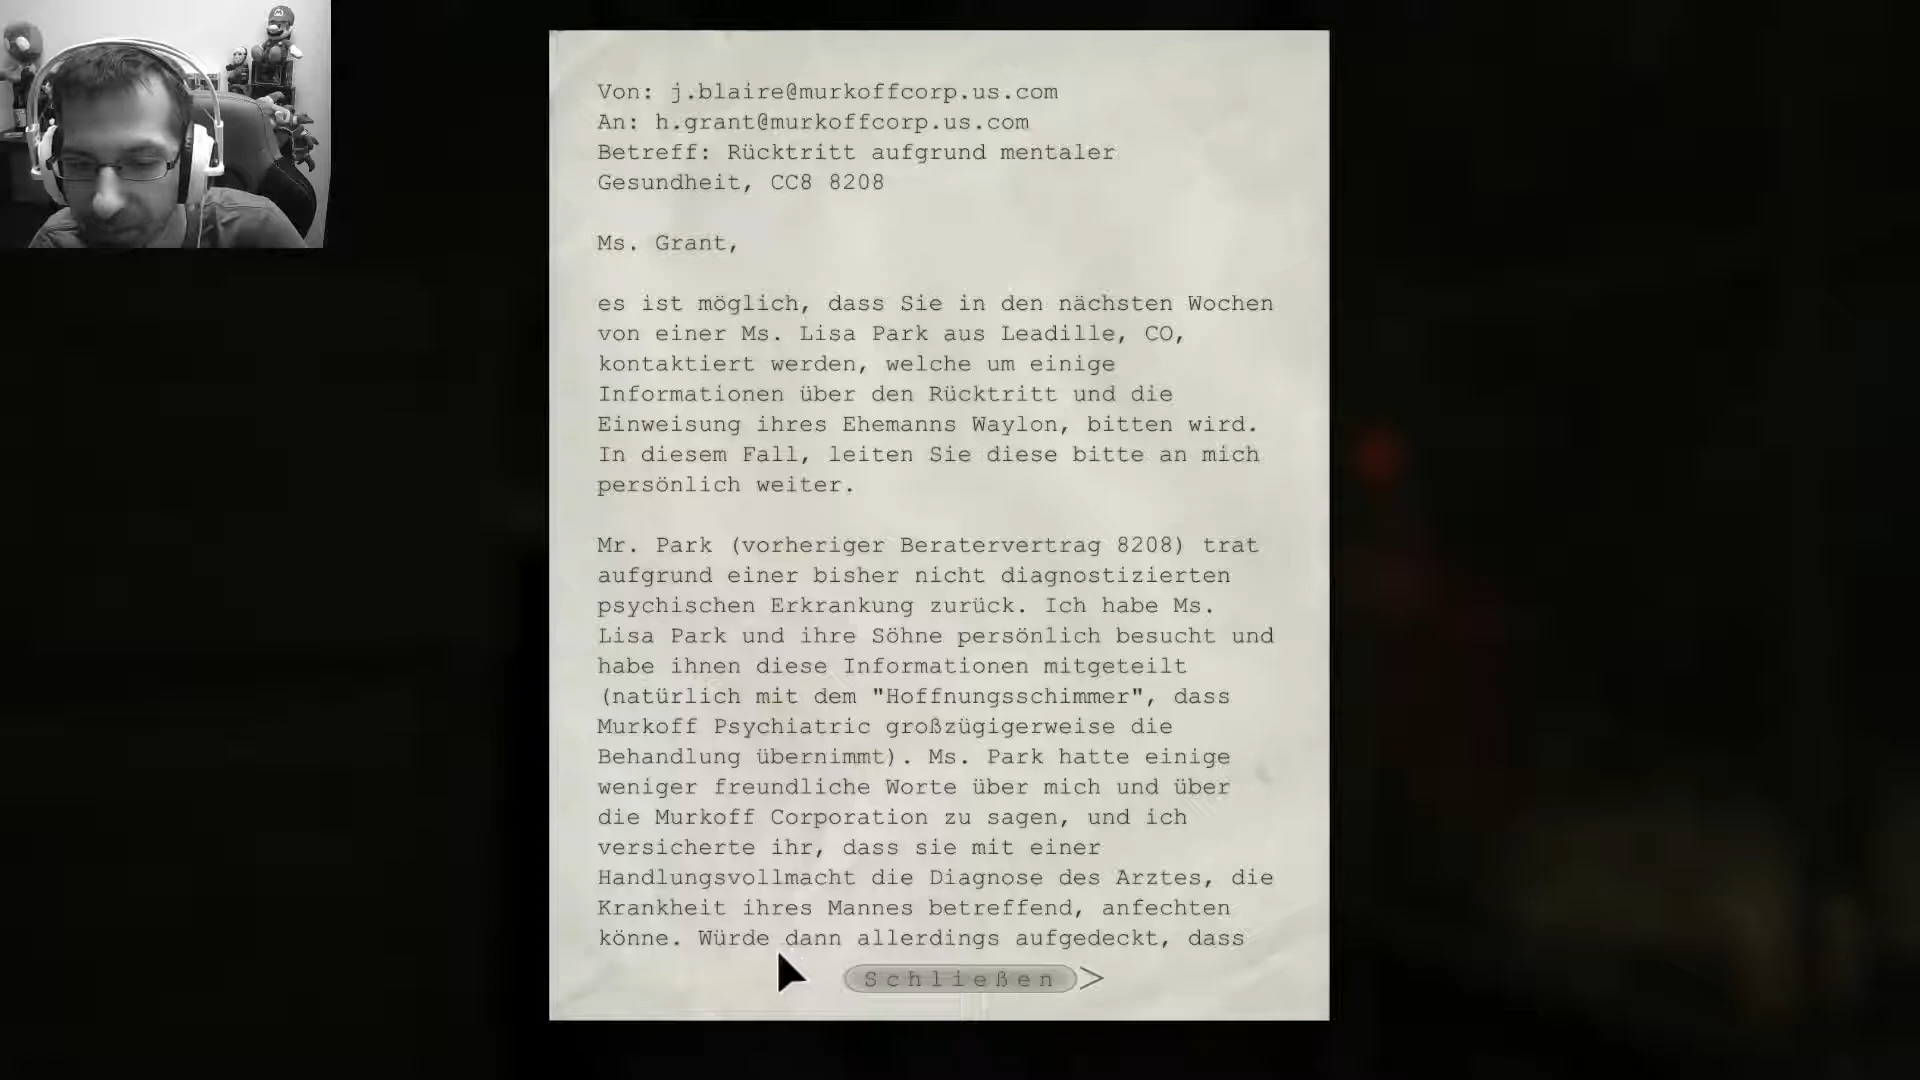 Von: j.blaire@murkoffcorp.us.com
An: h.grant@murkoffcorp.us.com
Betreff: Rücktritt aufgrund mentaler
Gesundheit, CC8 8208
Ms. Grant,
es ist möglich, dass Sie in den nächsten Wochen
von einer Ms. Lisa Park aus Leadille, CO,
kontaktiert werden, welche um einige
Informationen über den Rücktritt und die
Einweisung ihres Ehemanns Waylon, bitten wird.
In diesem Fall, leiten Sie diese bitte an mich
persönlich weiter.
Mr. Park (vorheriger Beratervertrag 8208) trat
aufgrund einer bisher nicht diagnostizierten
psychischen Erkrankung zurück. Ich habe Ms.
Lisa Park und ihre Söhne persönlich besucht und
habe ihnen diese Informationen mitgeteilt
(natürlich mit dem "Hoffnungsschimmer", dass
Murkoff Psychiatric großzügigerweise die
Behandlung übernimmt). Ms. Park hatte einige
weniger freundliche Worte über mich und über
die Murkoff Corporation zu sagen, und ich
versicherte ihr, dass sie mit einer
Handlungsvollmacht die Diagnose des Arztes, die
Krankheit ihres Mannes betreffend, anfechten
könne. Würde dann allerdings aufgedeckt, dass
Schließen >